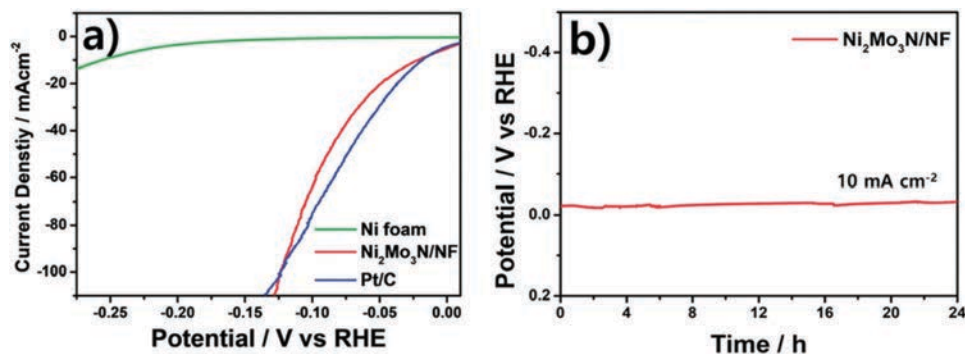 a)
0
-20
-40
-60
-80
-100
Current Denstiy / mAcm⁻²
Ni foam
Ni₂Mo₃N/NF
Pt/C
-0.25 -0.20 -0.15 -0.10 -0.05 0.00
Potential / V vs RHE
b)
Ni₂Mo₃N/NF
-0.4
-0.2
0.0
0.2
Potential / V vs RHE
10 mA cm⁻²
0 4 8 12 16 20 24
Time / h